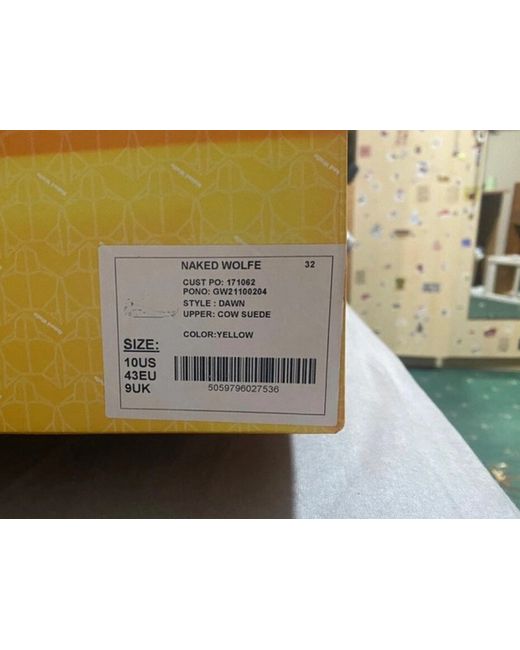 NAKED WOLFE 32
CUST PO: 171062
PONO: GW21100204
STYLE : DAWN
UPPER: COW SUEDE
COLOR:YELLOW
SIZE:
10US
43EU
9UK
5059796027536